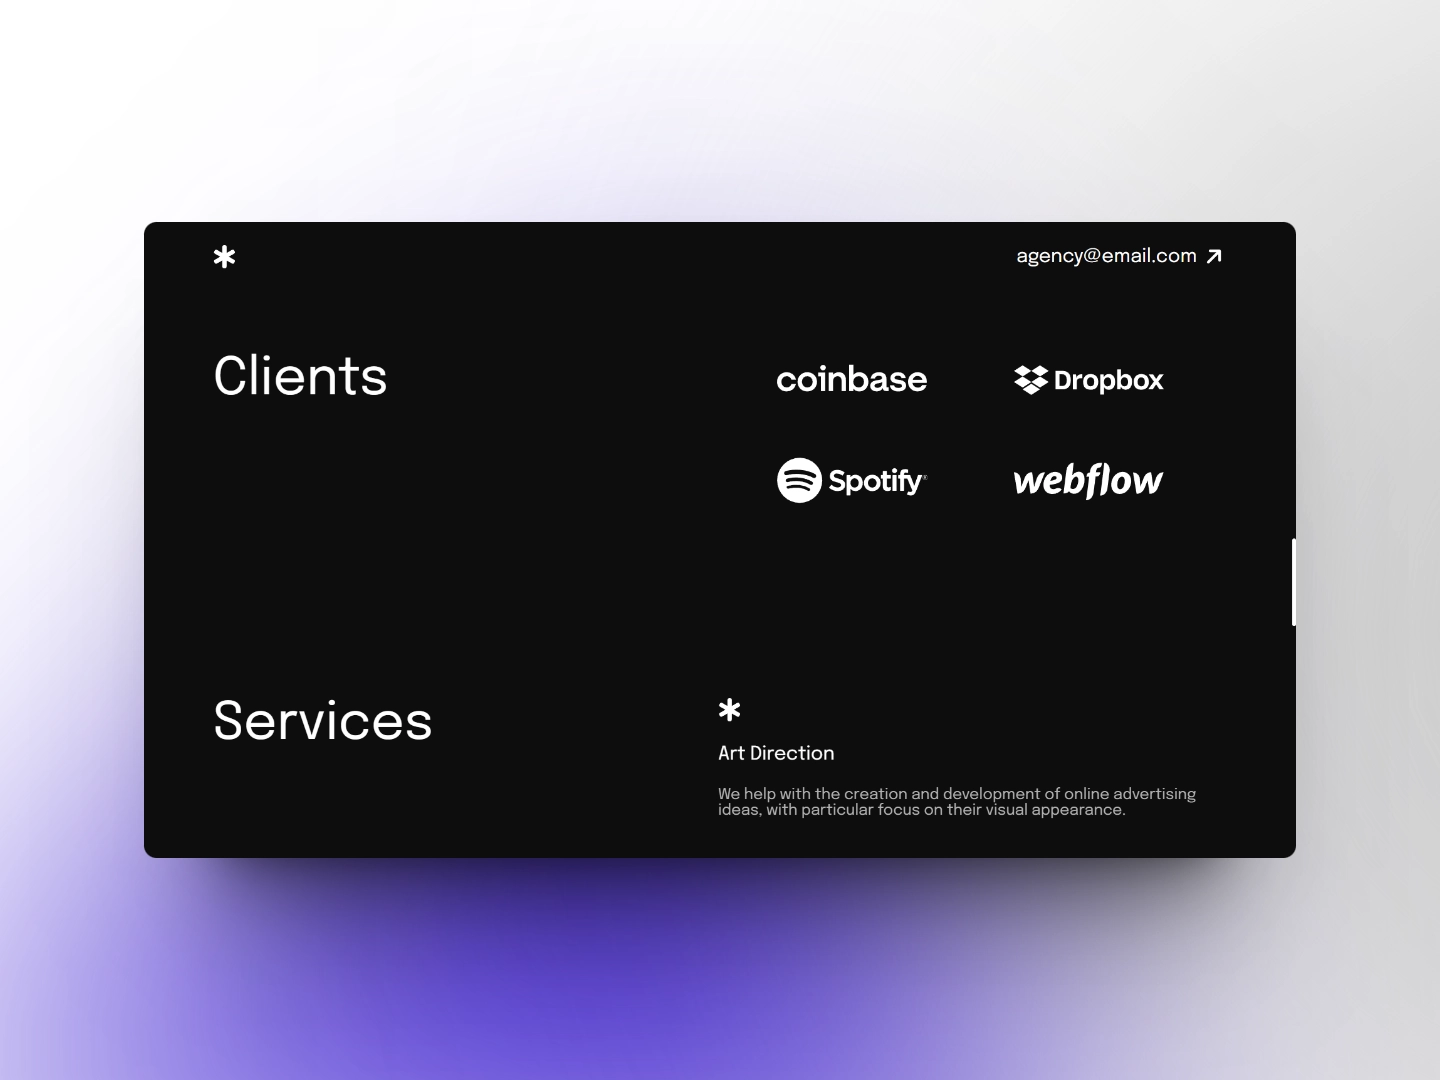 agency@email.com
Clients
coinbase
Dropbox
Spotify®
webflow
Services
Art Direction
We help with the creation and development of online advertising
ideas, with particular focus on their visual appearance.